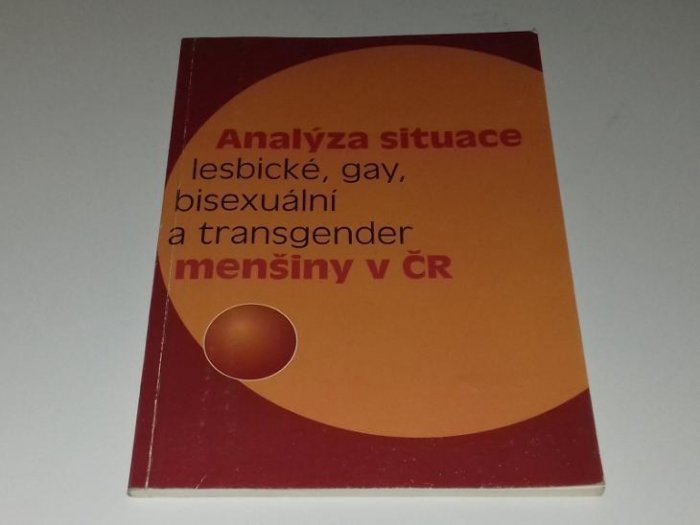 Analýza situace
lesbické, gay,
bisexuální
a transgender
menšiny v ČR